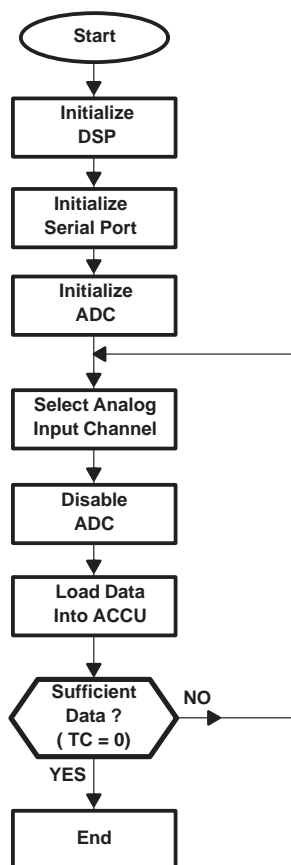 Start
Initialize
DSP
Initialize
Serial Port
Initialize
ADC
Select Analog
Input Channel
Disable
ADC
Load Data
Into ACCU
Sufficient
Data ?
( TC = 0)
NO
YES
End